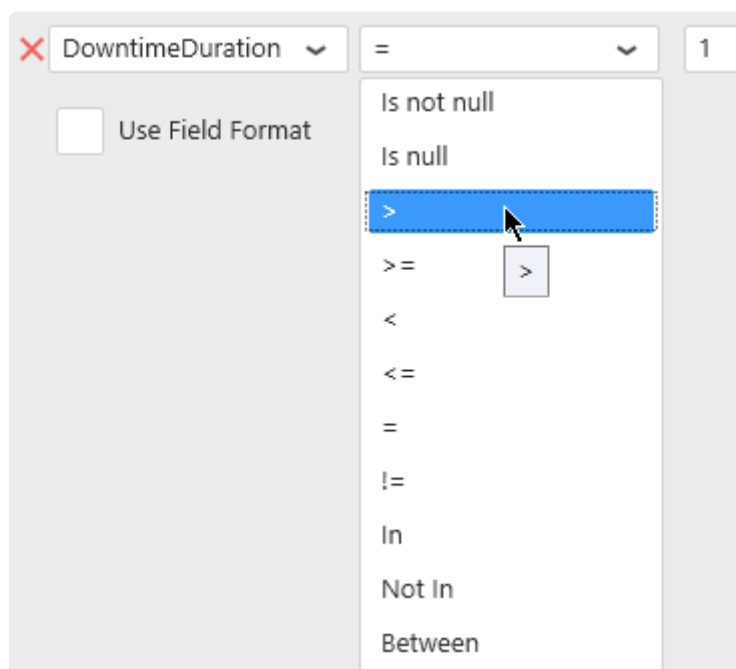 DowntimeDuration = 1
Is not null
Use Field Format
Is null
>
>=
>
<
<=
=
!=
In
Not In
Between